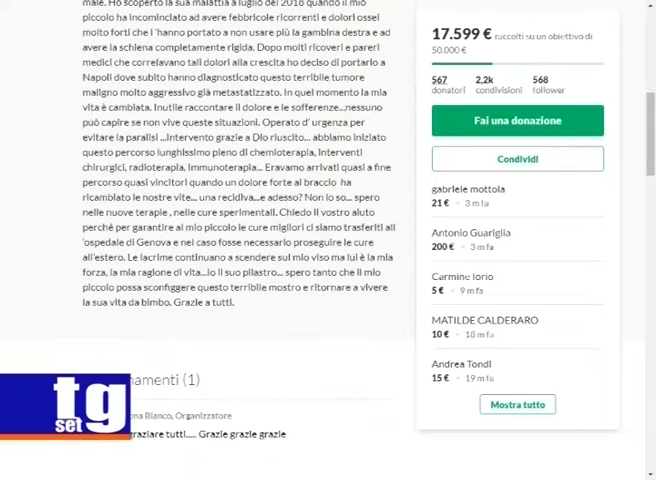 male. Ho scoperto la sua malattia a luglio del 2018 quando il mio
piccolo ha incominciato ad avere febbricole ricorrenti e dolori ossei
molto forti che l 'hanno portato a non usare più la gambina destra e ad
avere la schiena completamente rigida. Dopo molti ricoveri e pareri
medici che correlavano tali dolori alla crescita ho deciso di portarlo a
Napoli dove subito hanno diagnosticato questo terribile tumore
maligno molto aggressivo già metastatizzato. In quel momento la mia
vita è cambiata. Inutile raccontare il dolore e le sofferenze...nessuno
può capire se non vive queste situazioni. Operato d' urgenza per
evitare la paralisi ...intervento grazie a Dio riuscito... abbiamo iniziato
questo percorso lunghissimo pieno di chemioterapia, interventi
chirurgici, radioterapia, immunoterapia... Eravamo arrivati quasi a fine
percorso quasi vincitori quando un dolore forte al braccio ha
ricambiato le nostre vite... una recidiva...e adesso? Non lo so... spero
nelle nuove terapie , nelle cure sperimentali. Chiedo il vostro aiuto
perché per garantire al mio piccolo le cure migliori ci siamo trasferiti all
'ospedale di Genova e nel caso fosse necessario proseguire le cure
all'estero. Le lacrime continuano a scendere sul mio viso ma lui è la mia
forza, la mia ragione di vita...io il suo pilastro... spero tanto che il mio
piccolo possa sconfiggere questo terribile mostro e ritornare a vivere
la sua vita da bimbo. Grazie a tutti.
namenti (1)
ona Bianco, Organizzatore
graziare tutti..... Grazie grazie grazie
tg
set
17.599 € raccolti su un obiettivo di
50.000 €
567 2,2k 568
donatori condivisioni follower
Fai una donazione
Condividi
gabriele mottola
21 € • 3 m fa
Antonio Guariglia
200 € • 3 m fa
Carmine Iorio
5 € • 9 m fa
MATILDE CALDERARO
10 € • 18 m fa
Andrea Tondi
15 € • 19 m fa
Mostra tutto